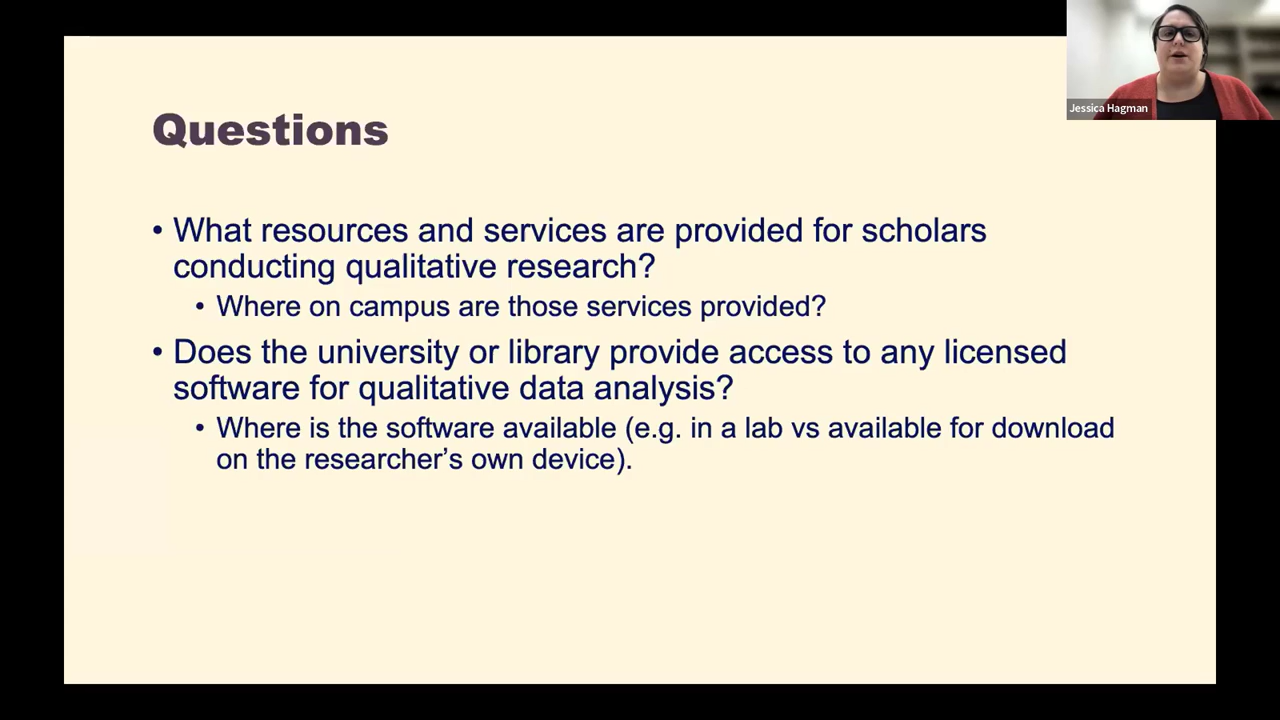 Jessica Hagman
Questions
• What resources and services are provided for scholars
conducting qualitative research?
• Where on campus are those services provided?
• Does the university or library provide access to any licensed
software for qualitative data analysis?
• Where is the software available (e.g. in a lab vs available for download
on the researcher’s own device).